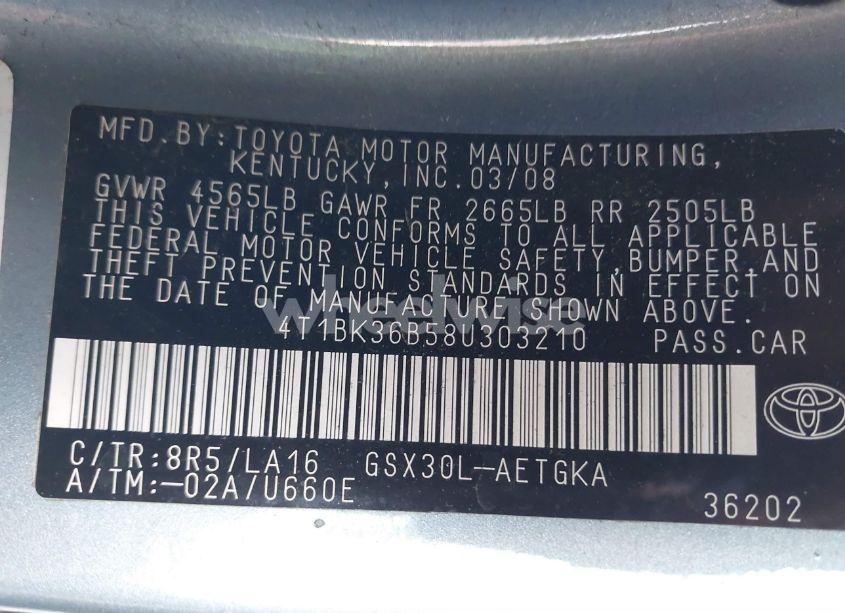 MFD.BY:TOYOTA MOTOR MANUFACTURING,
KENTUCKY,INC.03/08
GVWR 4565LB GAWR FR 2665LB RR 2505LB
THIS VEHICLE CONFORMS TO ALL APPLICABLE
FEDERAL MOTOR VEHICLE SAFETY,BUMPER,AND
THEFT PREVENTION STANDARDS IN EFFECT ON
THE DATE OF MANUFACTURE SHOWN ABOVE.
wheelwise
4T1BK36B58U303210 PASS.CAR
C/TR:8R5/LA16 GSX30L-AETGKA
A/TM:-02A/U660E 36202